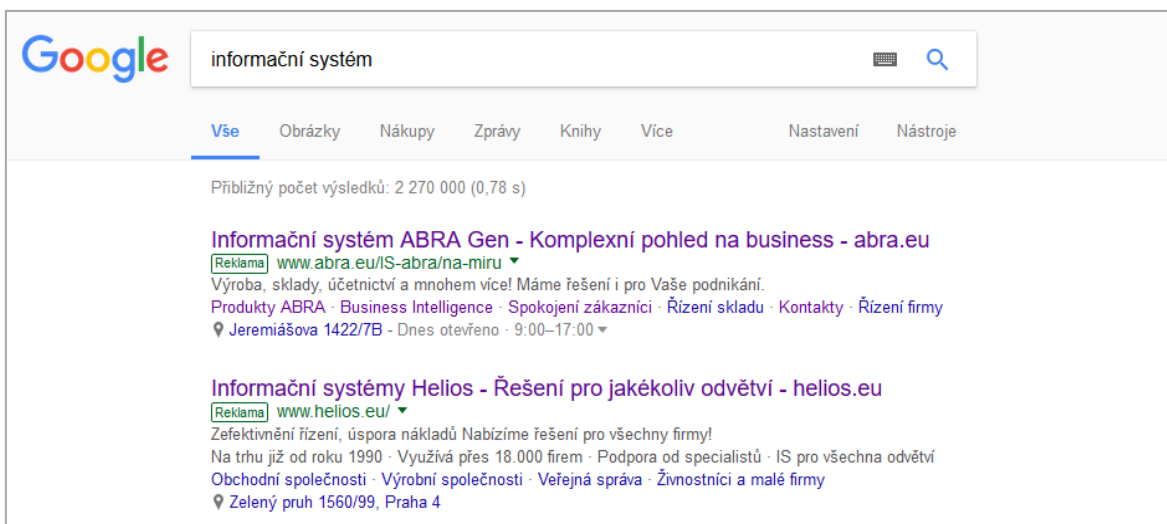 Google informační systém
Vše Obrázky Nákupy Zprávy Knihy Více Nastavení Nástroje
Přibližný počet výsledků: 2 270 000 (0,78 s)
Informační systém ABRA Gen - Komplexní pohled na business - abra.eu
Reklama www.abra.eu/IS-abra/na-miru
Výroba, sklady, účetnictví a mnohem více! Máme řešení i pro Vaše podnikání.
Produkty ABRA · Business Intelligence · Spokojení zákazníci · Řízení skladu · Kontakty · Řízení firmy
Jeremiášova 1422/7B - Dnes otevřeno · 9:00–17:00
Informační systémy Helios - Řešení pro jakékoliv odvětví - helios.eu
Reklama www.helios.eu/
Zefektivnění řízení, úspora nákladů Nabízíme řešení pro všechny firmy!
Na trhu již od roku 1990 · Využívá přes 18.000 firem · Podpora od specialistů · IS pro všechna odvětví
Obchodní společnosti · Výrobní společnosti · Veřejná správa · Živnostníci a malé firmy
Zelený pruh 1560/99, Praha 4